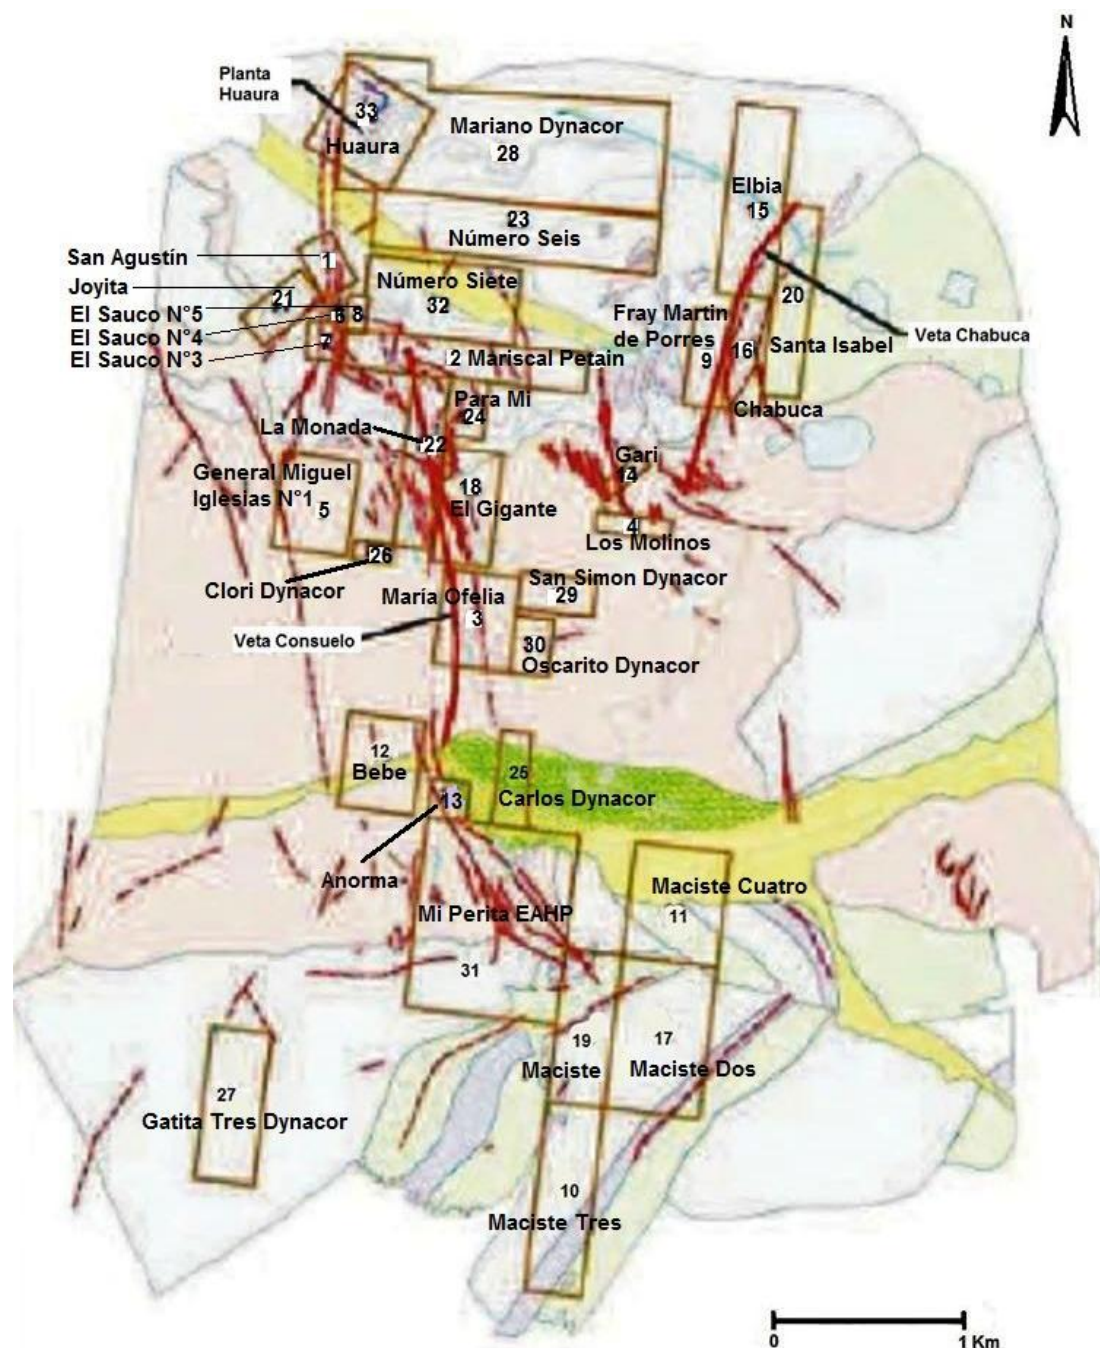 N
Planta
Huaura
33
Huaura
Mariano Dynacor
28
Elbia
15
23
Número Seis
San Agustín
1
Joyita
21
Número Siete
32
20
El Sauco N°5
6 8
El Sauco N°4
El Sauco N°3
7
Fray Martin
de Porres
9
16
Santa Isabel
Veta Chabuca
2 Mariscal Petain
Chabuca
Para Mi
24
La Monada
22
Gari
14
General Miguel
Iglesias N°1
5
18
El Gigante
4
Los Molinos
26
Clori Dynacor
San Simon Dynacor
29
María Ofelia
3
Veta Consuelo
30
Oscarito Dynacor
12
Bebe
25
Carlos Dynacor
13
Anorma
Maciste Cuatro
11
Mi Perita EAHP
31
19
Maciste
17
Maciste Dos
27
Gatita Tres Dynacor
10
Maciste Tres
0 1 Km